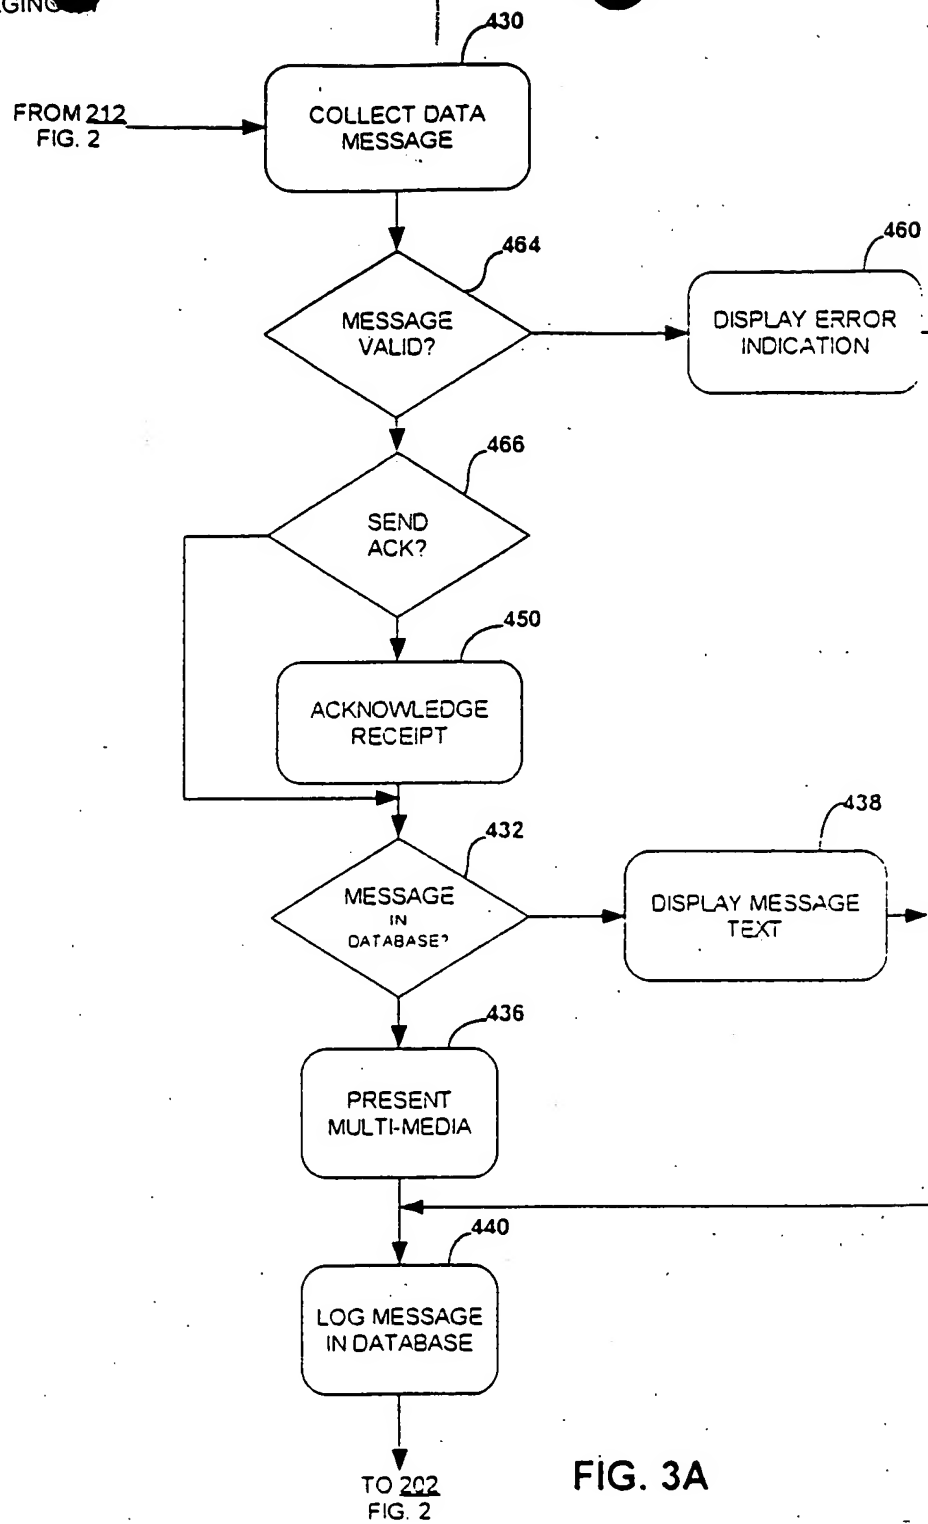 430
COLLECT DATA
MESSAGE
FROM 212
FIG. 2
464
MESSAGE
VALID?
460
DISPLAY ERROR
INDICATION
466
SEND
ACK?
450
ACKNOWLEDGE
RECEIPT
432
MESSAGE
IN
DATABASE?
438
DISPLAY MESSAGE
TEXT
436
PRESENT
MULTI-MEDIA
440
LOG MESSAGE
IN DATABASE
TO 202
FIG. 2
FIG. 3A